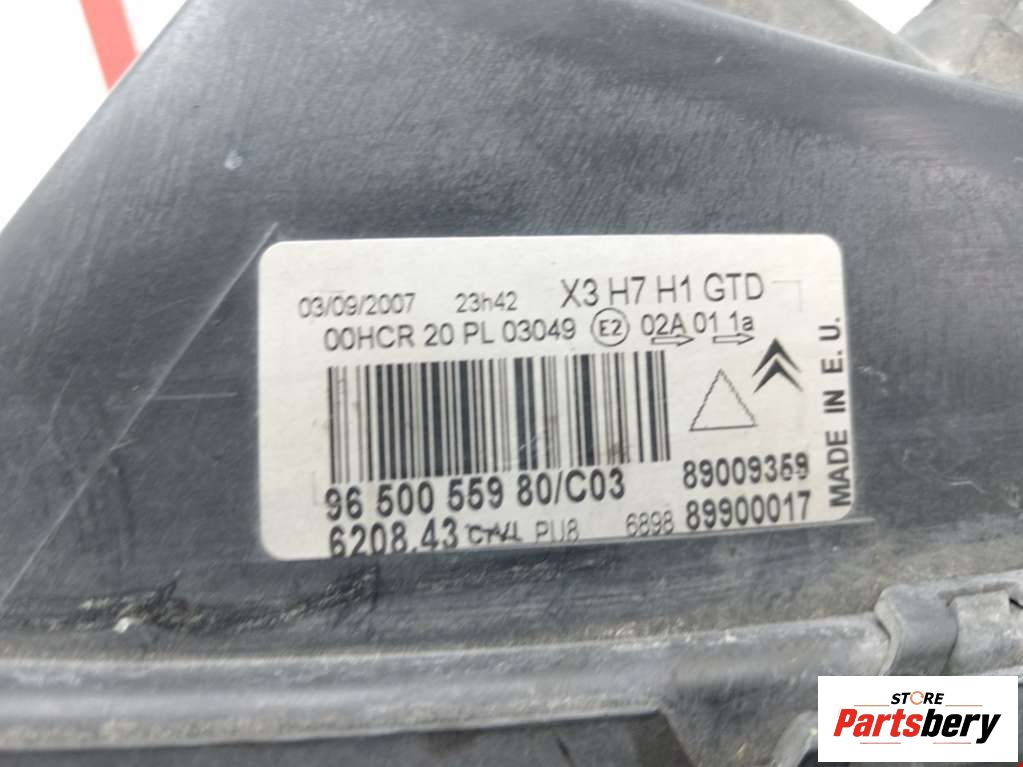 03/09/2007 23h42 X3 H7 H1 GTD
00HCR 20 PL 03049 E2 02A 01 1a
96 500 559 80/C03 89009359
6208.43 PU8 6898 89900017
MADE IN E. U.
STORE
Partsbery